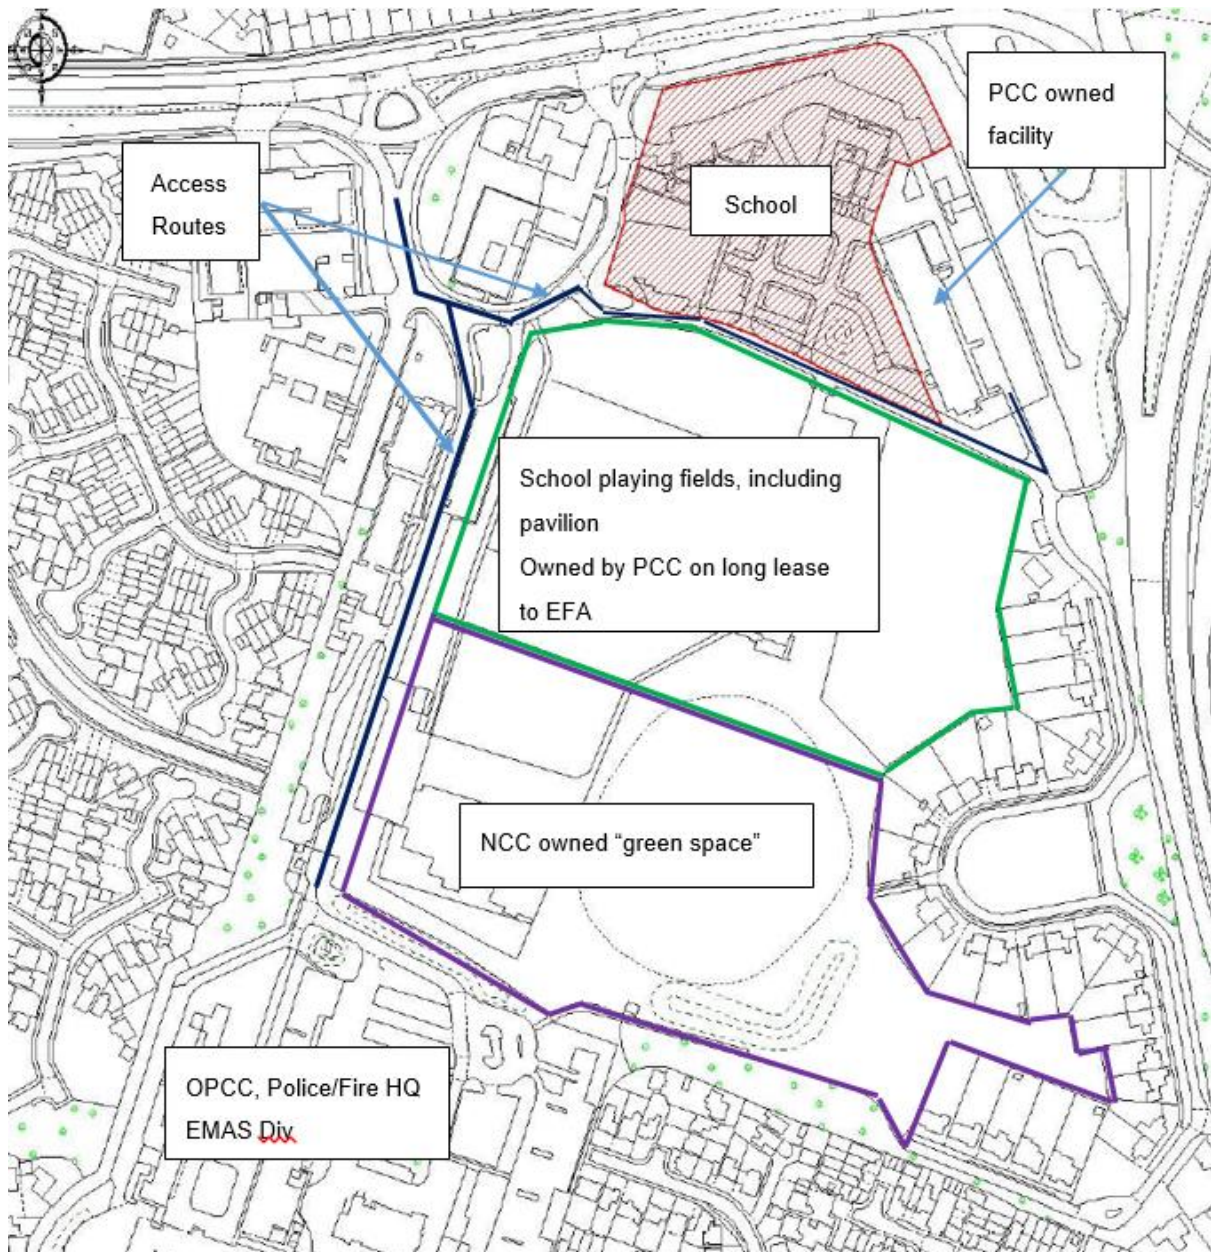 PCC owned
facility
Access
Routes
School
School playing fields, including
pavilion
Owned by PCC on long lease
to EFA
NCC owned “green space”
OPCC, Police/Fire HQ
EMAS Div